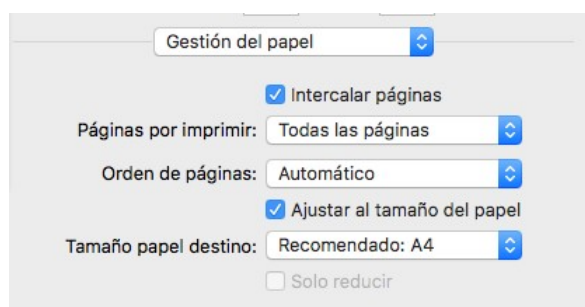 Gestión del papel
Intercalar páginas
Páginas por imprimir: Todas las páginas
Orden de páginas: Automático
Ajustar al tamaño del papel
Tamaño papel destino: Recomendado: A4
Solo reducir